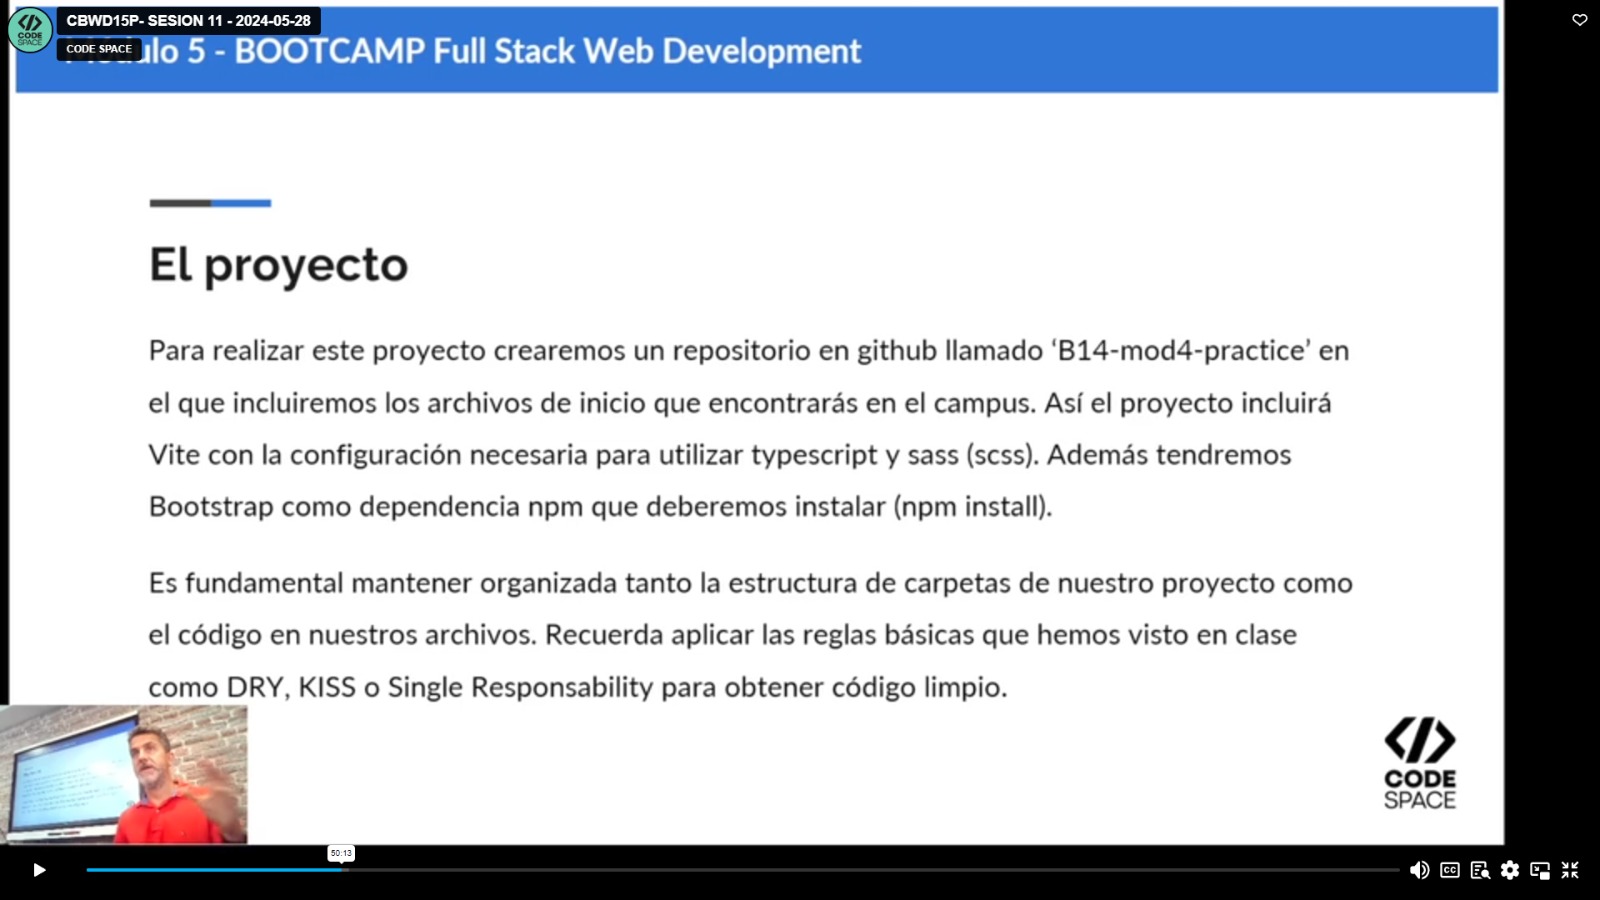 CBWD15P- SESION 11 - 2024-05-28
CODE SPACE
CODE SPACE
ulo 5 - BOOTCAMP Full Stack Web Development
El proyecto
Para realizar este proyecto crearemos un repositorio en github llamado ‘B14-mod4-practice’ en
el que incluiremos los archivos de inicio que encontrarás en el campus. Así el proyecto incluirá
Vite con la configuración necesaria para utilizar typescript y sass (scss). Además tendremos
Bootstrap como dependencia npm que deberemos instalar (npm install).
Es fundamental mantener organizada tanto la estructura de carpetas de nuestro proyecto como
el código en nuestros archivos. Recuerda aplicar las reglas básicas que hemos visto en clase
como DRY, KISS o Single Responsability para obtener código limpio.
CODE
SPACE
50:13
CC